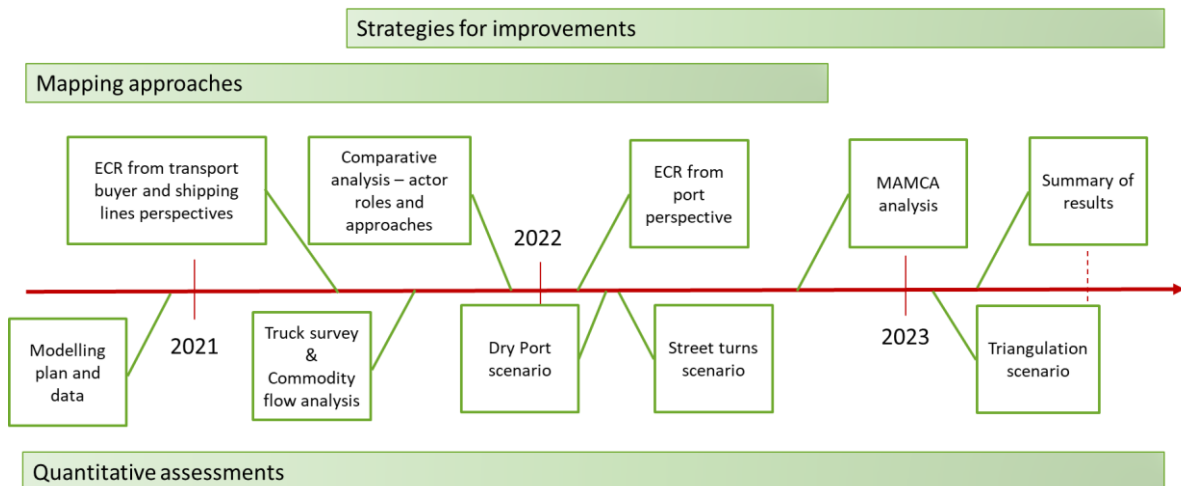 Strategies for improvements
Mapping approaches
ECR from transport
buyer and shipping
lines perspectives
Comparative
analysis – actor
roles and
approaches
2022
ECR from
port
perspective
MAMCA
analysis
Summary of
results
Modelling
plan and
data
2021
Truck survey
&
Commodity
flow analysis
Dry Port
scenario
Street turns
scenario
2023
Triangulation
scenario
Quantitative assessments